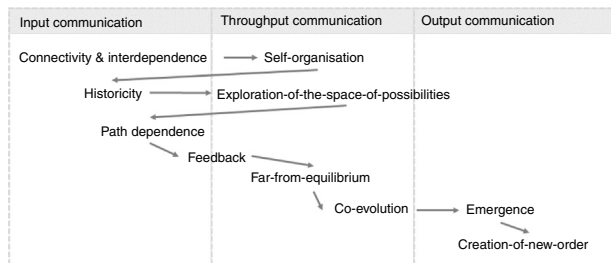 Input communication
Throughput communication
Output communication
Connectivity & interdependence
Self-organisation
Historicity
Exploration-of-the-space-of-possibilities
Path dependence
Feedback
Far-from-equilibrium
Co-evolution
Emergence
Creation-of-new-order